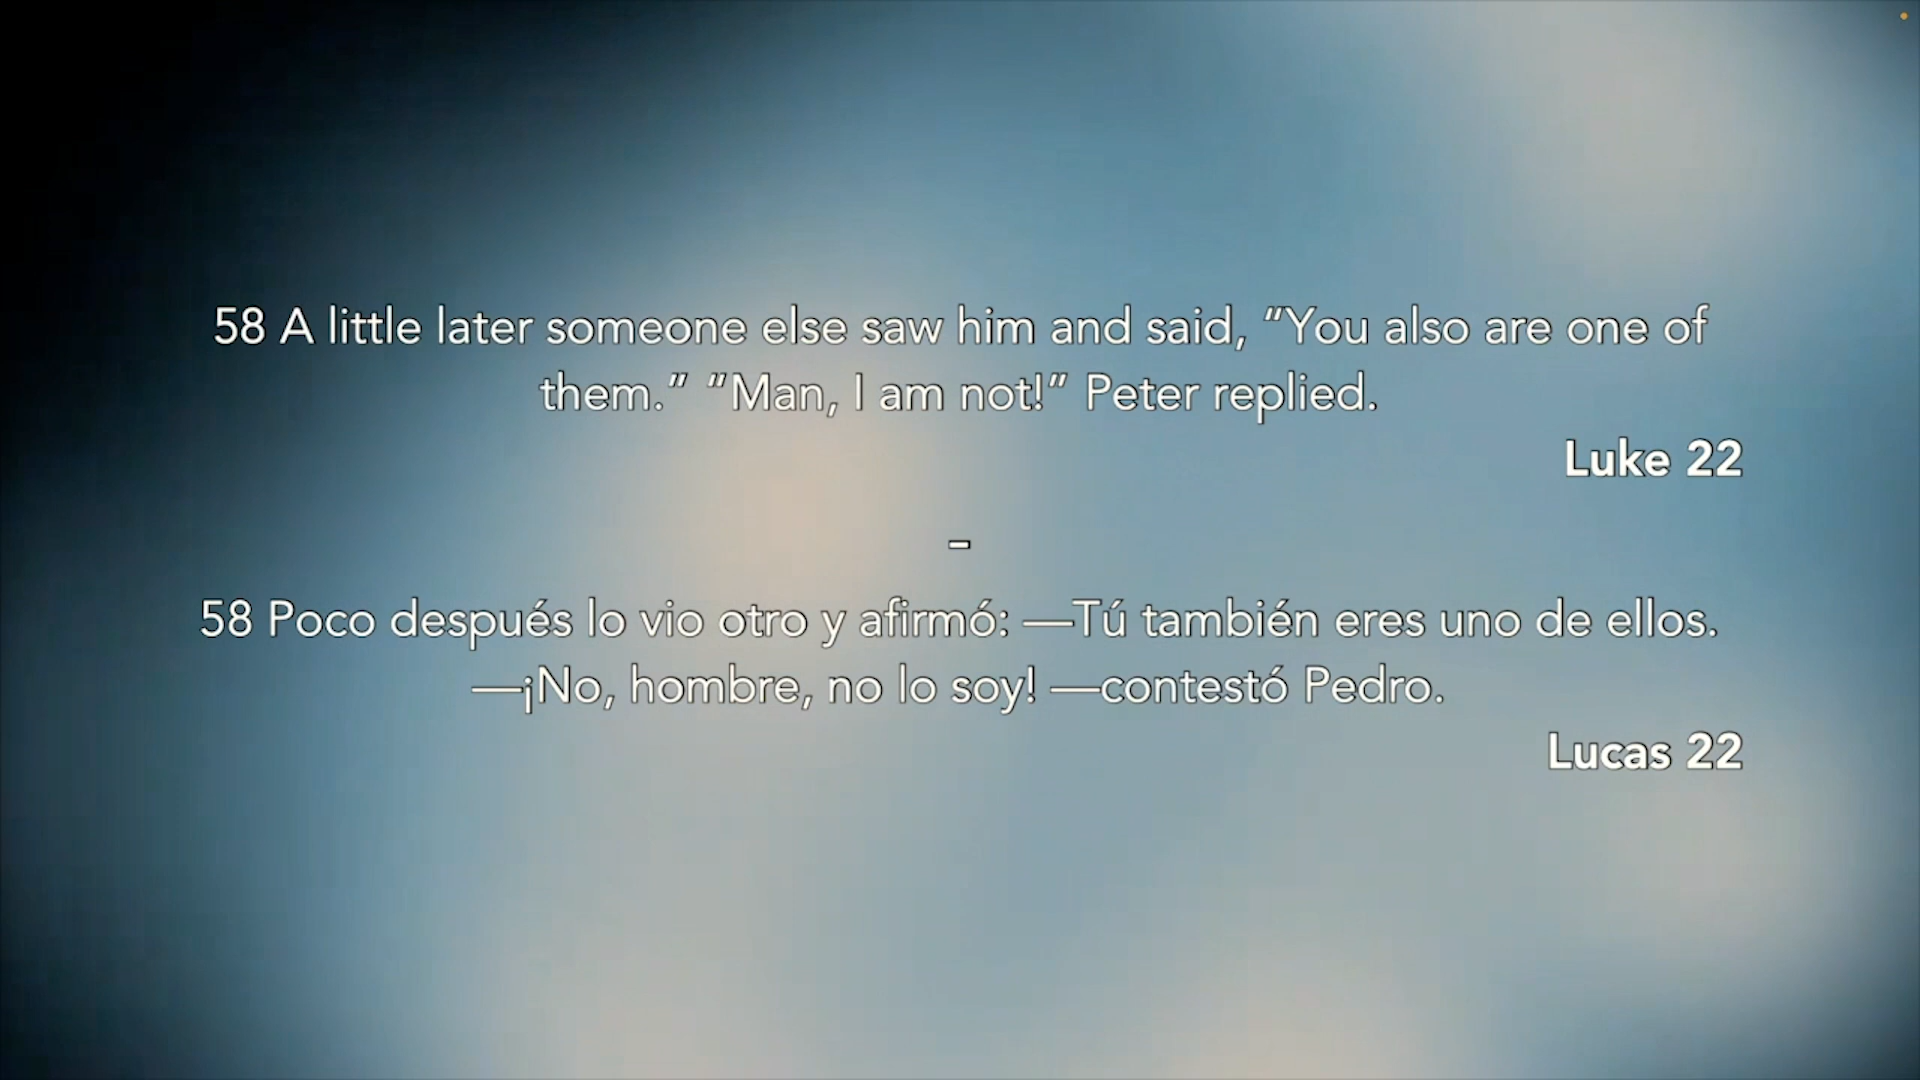 58 A little later someone else saw him and said, “You also are one of
them.” “Man, I am not!” Peter replied.
Luke 22
–
58 Poco después lo vio otro y afirmó: —Tú también eres uno de ellos.
—¡No, hombre, no lo soy! —contestó Pedro.
Lucas 22